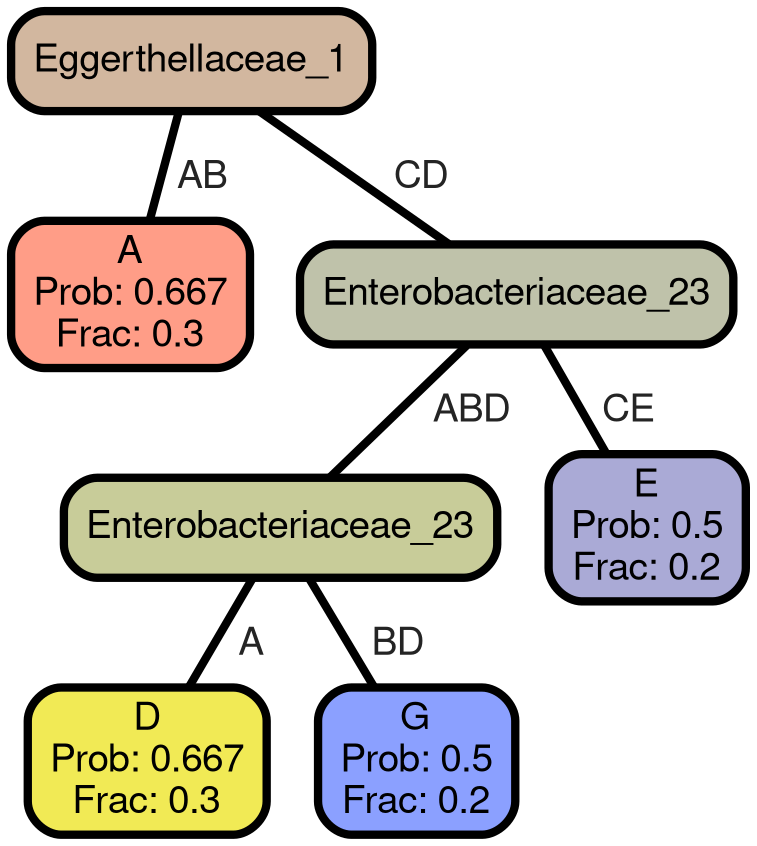 Eggerthellaceae_1
AB
CD
A
Prob: 0.667
Frac: 0.3
Enterobacteriaceae_23
ABD
CE
Enterobacteriaceae_23
E
Prob: 0.5
Frac: 0.2
A
BD
D
Prob: 0.667
Frac: 0.3
G
Prob: 0.5
Frac: 0.2